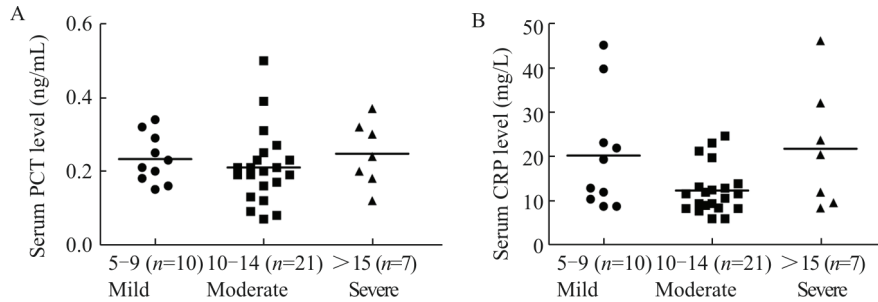 A
Serum PCT level (ng/mL)
0.6
0.4
0.2
0.0
5−9 (n=10) 10−14 (n=21) >15 (n=7)
Mild Moderate Severe
B
Serum CRP level (mg/L)
50
40
30
20
10
0
5−9 (n=10) 10−14 (n=21) >15 (n=7)
Mild Moderate Severe